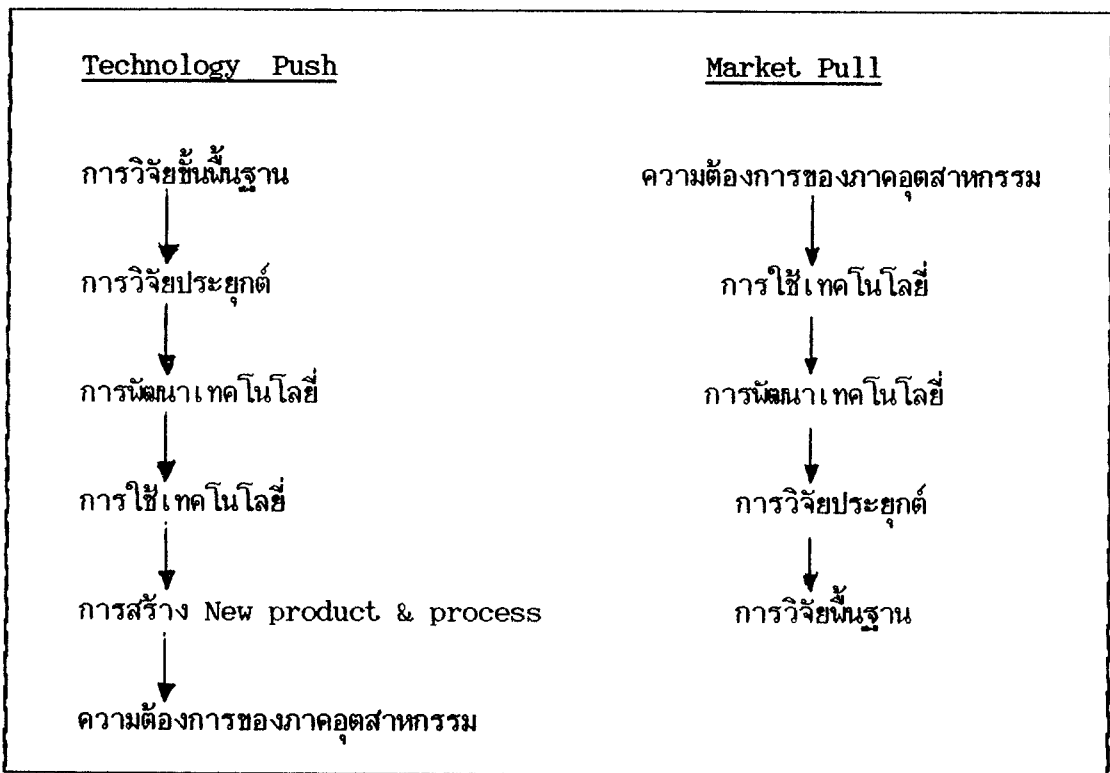 Technology Push
การวิจัยขั้นพื้นฐาน
การวิจัยประยุกต์
การพัฒนาเทคโนโลยี่
การใช้เทคโนโลยี่
การสร้าง New product & process
ความต้องการของภาคอุตสาหกรรม
Market Pull
ความต้องการของภาคอุตสาหกรรม
การใช้เทคโนโลยี่
การพัฒนาเทคโนโลยี่
การวิจัยประยุกต์
การวิจัยพื้นฐาน